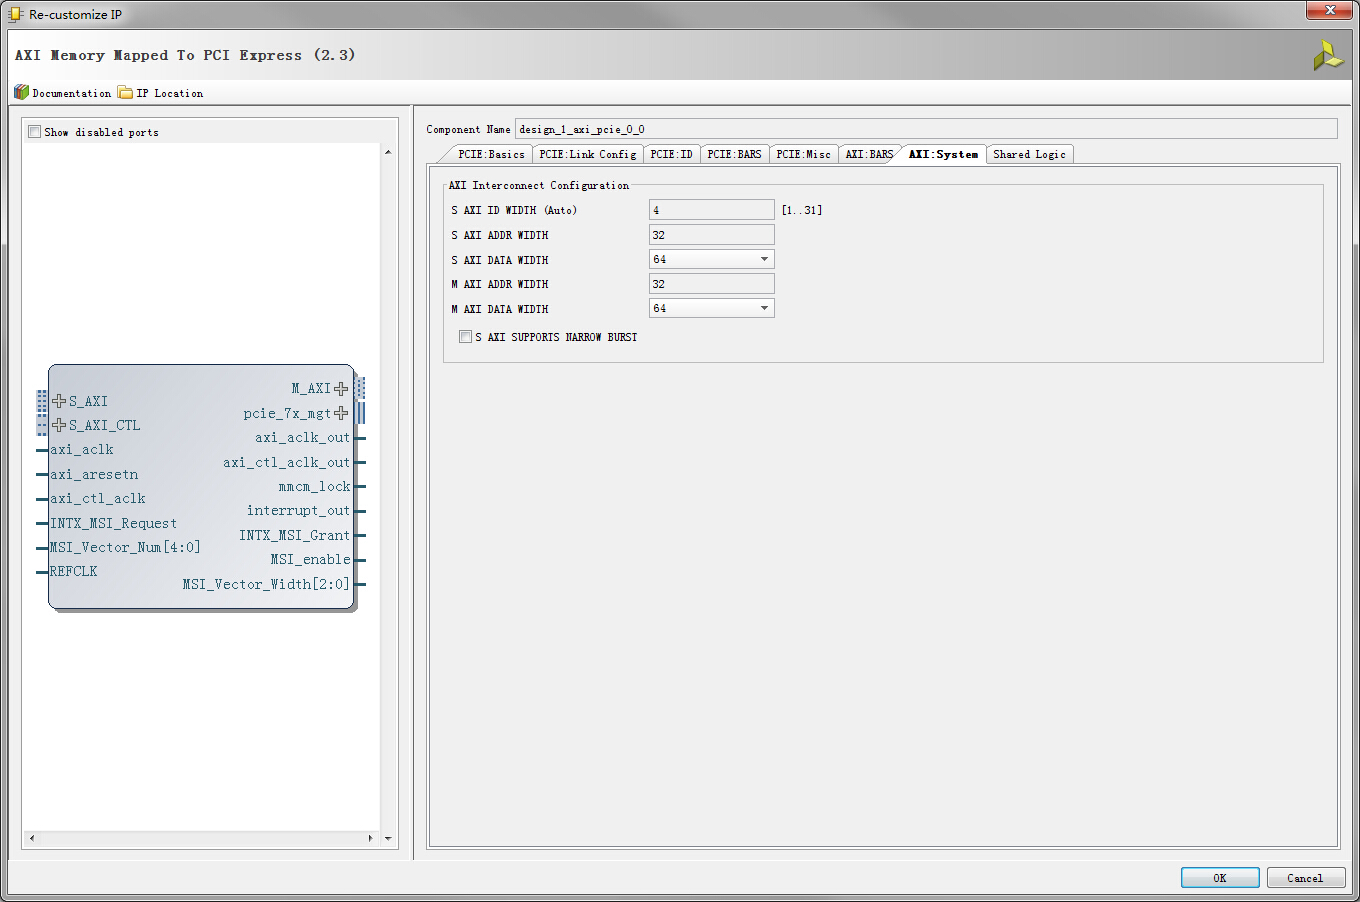 Re-customize IP
AXI Memory Mapped To PCI Express (2.3)
Documentation IP Location
Show disabled ports
S_AXI
S_AXI_CTL
axi_aclk
axi_aresetn
axi_ctl_aclk
INTX_MSI_Request
MSI_Vector_Num[4:0]
REFCLK
M_AXI
pcie_7x_mgt
axi_aclk_out
axi_ctl_aclk_out
mmcm_lock
interrupt_out
INTX_MSI_Grant
MSI_enable
MSI_Vector_Width[2:0]
Component Name design_1_axi_pcie_0_0
PCIE:Basics PCIE:Link Config PCIE:ID PCIE:BARS PCIE:Misc AXI:BARS AXI:System Shared Logic
AXI Interconnect Configuration
S AXI ID WIDTH (Auto) 4 [1..31]
S AXI ADDR WIDTH 32
S AXI DATA WIDTH 64
M AXI ADDR WIDTH 32
M AXI DATA WIDTH 64
S AXI SUPPORTS NARROW BURST
OK Cancel